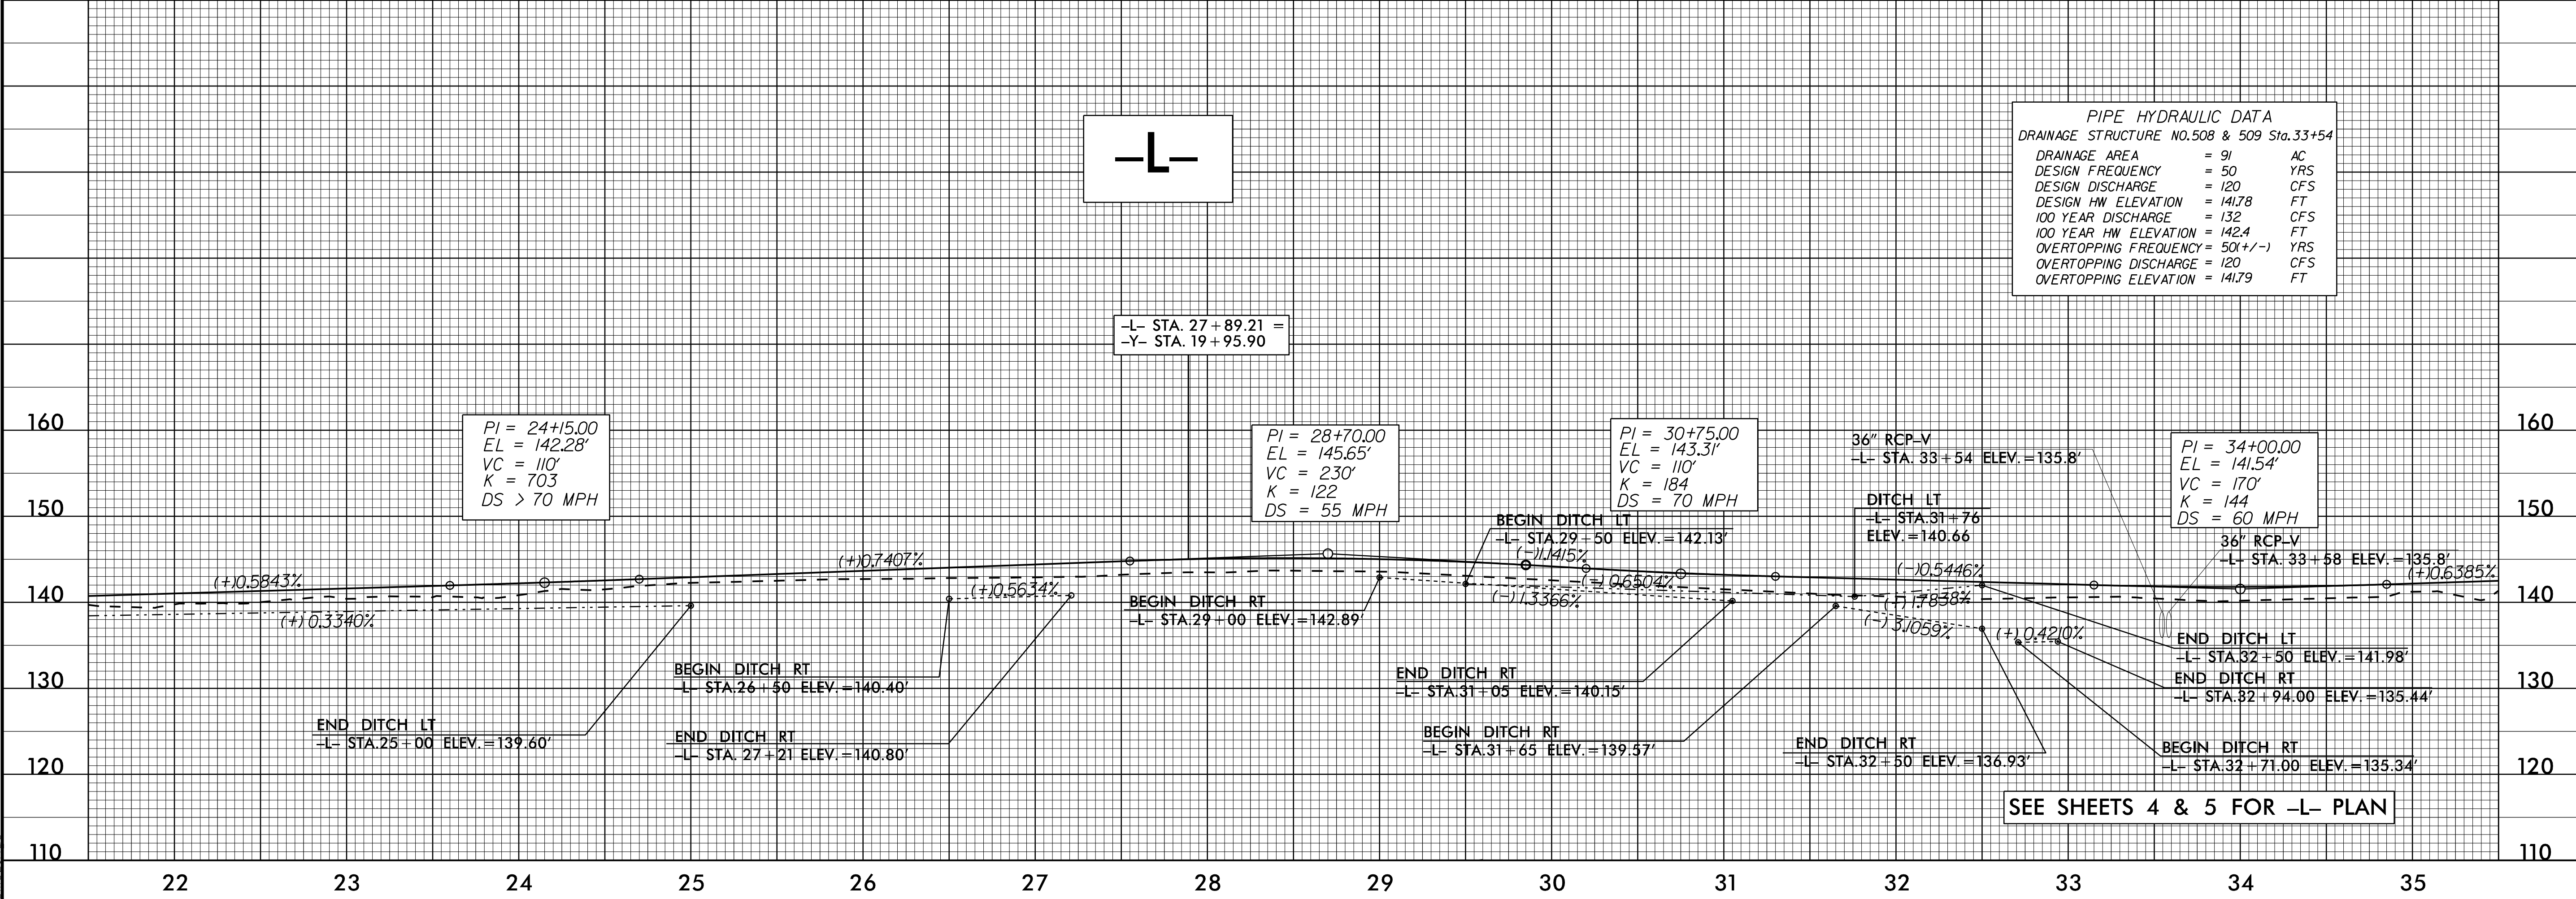 -L-
PIPE HYDRAULIC DATA
DRAINAGE STRUCTURE NO.508 & 509 Sta.33+54
DRAINAGE AREA = 91 AC
DESIGN FREQUENCY = 50 YRS
DESIGN DISCHARGE = 120 CFS
DESIGN HW ELEVATION = 141.78 FT
100 YEAR DISCHARGE = 132 CFS
100 YEAR HW ELEVATION = 142.4 FT
OVERTOPPING FREQUENCY= 50(+/-) YRS
OVERTOPPING DISCHARGE = 120 CFS
OVERTOPPING ELEVATION = 141.79 FT
-L- STA. 27+89.21 =
-Y- STA. 19+95.90
160
150
140
130
120
110
PI = 24+15.00
EL = 142.28'
VC = 110'
K = 703
DS > 70 MPH
PI = 28+70.00
EL = 145.65'
VC = 230'
K = 122
DS = 55 MPH
PI = 30+75.00
EL = 143.31'
VC = 110'
K = 184
DS = 70 MPH
36" RCP-V
-L- STA. 33+54 ELEV.=135.8'
PI = 34+00.00
EL = 141.54'
VC = 170'
K = 144
DS = 60 MPH
160
150
140
130
120
110
DITCH LT
-L- STA.31+76
ELEV.=140.66
BEGIN DITCH LT
-L- STA.29+50 ELEV.=142.13'
36" RCP-V
-L- STA. 33+58 ELEV.=135.8'
(+)0.5843%
(+)0.7407%
(-)1.1415%
(-)0.5446%
(+)0.6385%
(+)0.3340%
(+)0.5634%
(-)0.6504%
(-)1.3366%
(+)1.7838%
(-)3.1059%
(+)0.4210%
BEGIN DITCH RT
-L- STA.29+00 ELEV.=142.89'
END DITCH LT
-L- STA.32+50 ELEV.=141.98'
BEGIN DITCH RT
-L- STA.26+50 ELEV.=140.40'
END DITCH RT
-L- STA.31+05 ELEV.=140.15'
END DITCH RT
-L- STA.32+94.00 ELEV.=135.44'
END DITCH LT
-L- STA.25+00 ELEV.=139.60'
END DITCH RT
-L- STA. 27+21 ELEV.=140.80'
BEGIN DITCH RT
-L- STA.31+65 ELEV.=139.57'
END DITCH RT
-L- STA.32+50 ELEV.=136.93'
BEGIN DITCH RT
-L- STA.32+71.00 ELEV.=135.34'
SEE SHEETS 4 & 5 FOR -L- PLAN
22 23 24 25 26 27 28 29 30 31 32 33 34 35